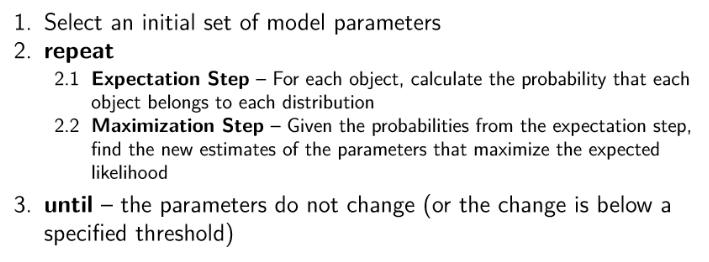 1. Select an initial set of model parameters
2. repeat
2.1 Expectation Step – For each object, calculate the probability that each
object belongs to each distribution
2.2 Maximization Step – Given the probabilities from the expectation step,
find the new estimates of the parameters that maximize the expected
likelihood
3. until – the parameters do not change (or the change is below a
specified threshold)